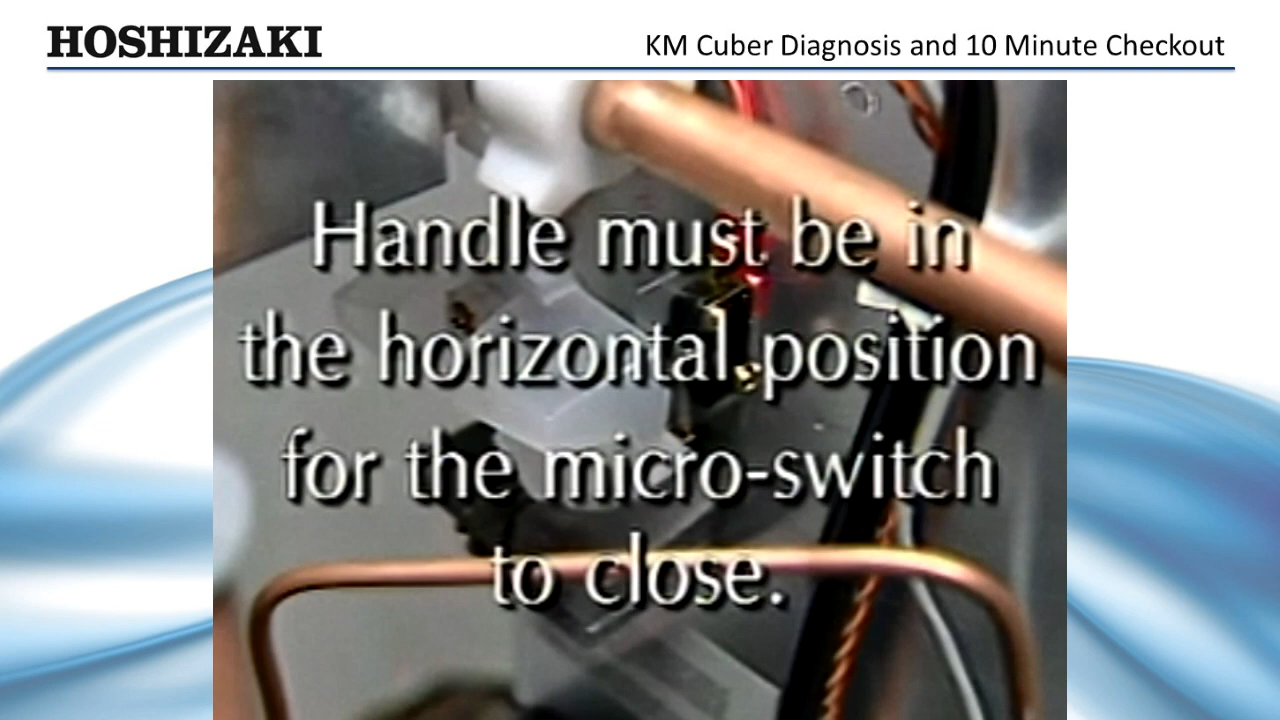 HOSHIZAKI
KM Cuber Diagnosis and 10 Minute Checkout
Handle must be in
the horizontal position
for the micro-switch
to close.